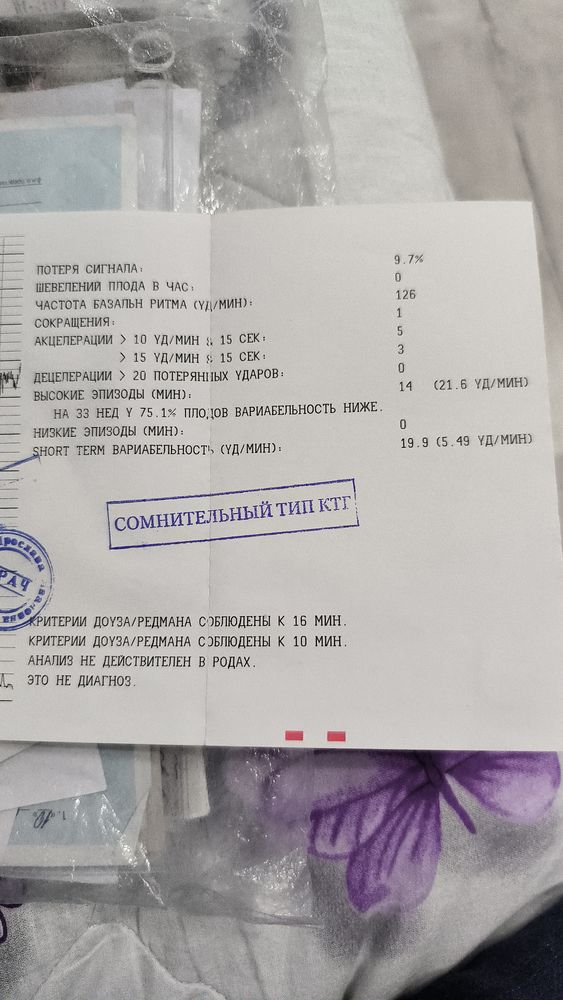 ПОТЕРЯ СИГНАЛА: 9.7%
ШЕВЕЛЕНИЙ ПЛОДА В ЧАС: 0
ЧАСТОТА БАЗАЛЬН РИТМА (УД/МИН): 126
СОКРАЩЕНИЯ: 1
АКЦЕЛЕРАЦИИ > 10 УД/МИН & 15 СЕК: 5
> 15 УД/МИН & 15 СЕК: 3
ДЕЦЕЛЕРАЦИИ > 20 ПОТЕРЯННЫХ УДАРОВ: 0
ВЫСОКИЕ ЭПИЗОДЫ (МИН): 14 (21.6 УД/МИН)
НА 33 НЕД У 75.1% ПЛОДОВ ВАРИАБЕЛЬНОСТЬ НИЖЕ.
НИЗКИЕ ЭПИЗОДЫ (МИН): 0
SHORT TERM ВАРИАБЕЛЬНОСТЬ (УД/МИН): 19.9 (5.49 УД/МИН)
СОМНИТЕЛЬНЫЙ ТИП КТГ
КРИТЕРИИ ДОУЗА/РЕДМАНА СОБЛЮДЕНЫ К 16 МИН.
КРИТЕРИИ ДОУЗА/РЕДМАНА СОБЛЮДЕНЫ К 10 МИН.
АНАЛИЗ НЕ ДЕЙСТВИТЕЛЕН В РОДАХ.
ЭТО НЕ ДИАГНОЗ.